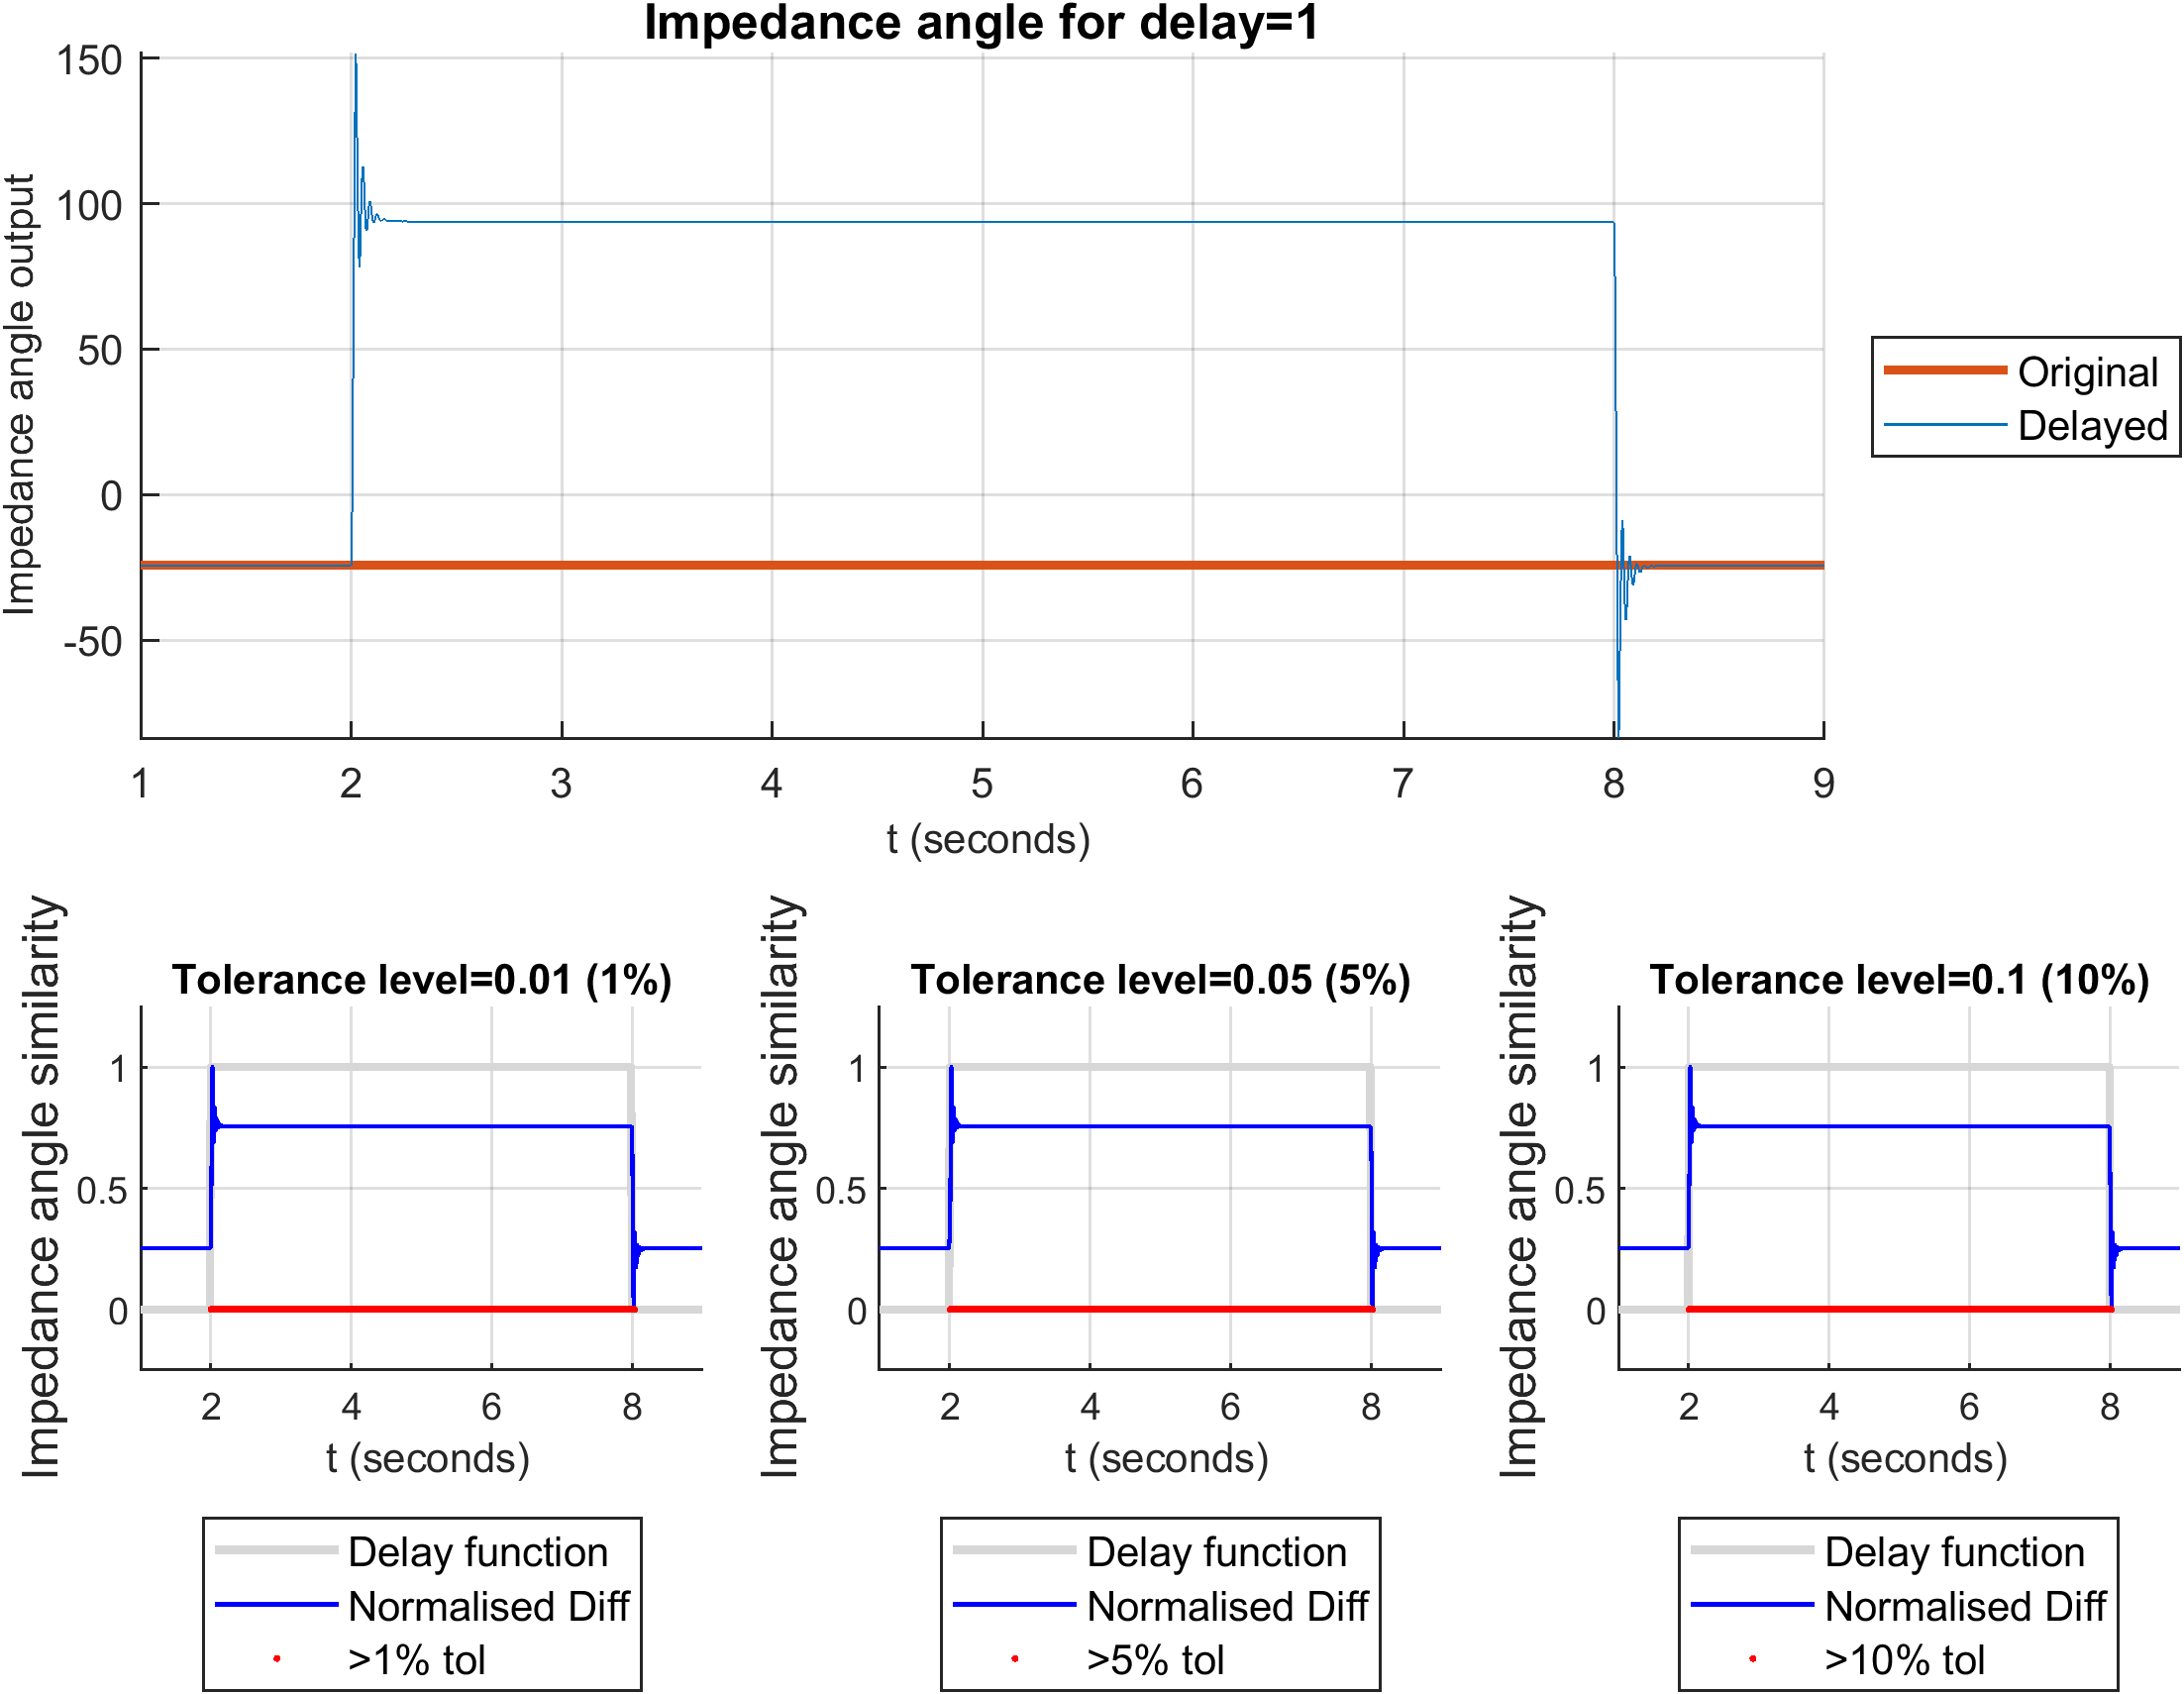 Impedance angle for delay=1
Impedance angle output
150
100
50
0
-50
1 2 3 4 5 6 7 8 9
t (seconds)
Original
Delayed
Tolerance level=0.01 (1%)
Impedance angle similarity
1
0.5
0
2 4 6 8
t (seconds)
Delay function
Normalised Diff
>1% tol
Tolerance level=0.05 (5%)
Impedance angle similarity
1
0.5
0
2 4 6 8
t (seconds)
Delay function
Normalised Diff
>5% tol
Tolerance level=0.1 (10%)
Impedance angle similarity
1
0.5
0
2 4 6 8
t (seconds)
Delay function
Normalised Diff
>10% tol